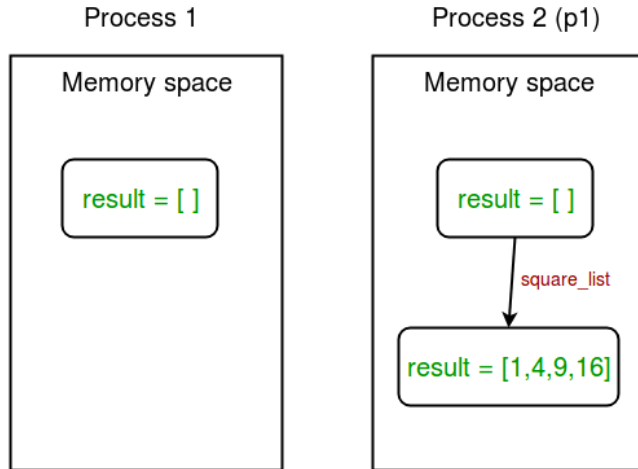 Process 1
Memory space
result = [ ]
Process 2 (p1)
Memory space
result = [ ]
square_list
result = [1,4,9,16]